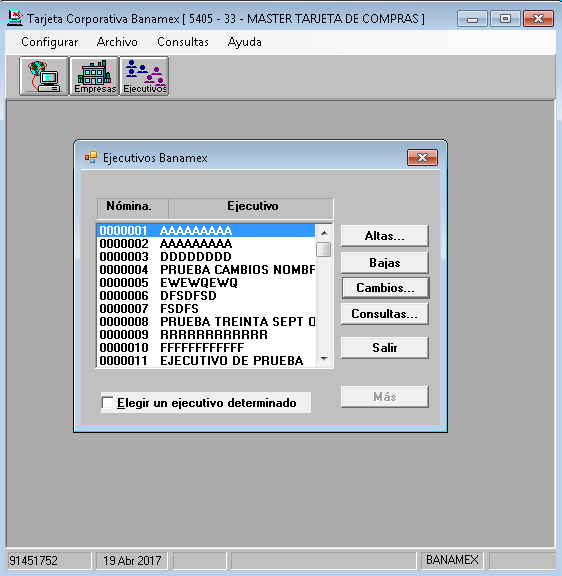 Tarjeta Corporativa Banamex [ 5405 - 33 - MASTER TARJETA DE COMPRAS ]
Configurar Archivo Consultas Ayuda
Empresas Ejecutivos
Ejecutivos Banamex
Nómina. Ejecutivo
0000001 AAAAAAAAA
0000002 AAAAAAAAA
0000003 DDDDDDDD
0000004 PRUEBA CAMBIOS NOMBF
0000005 EWEWQEWQ
0000006 DFSDFSD
0000007 FSDFS
0000008 PRUEBA TREINTA SEPT O
0000009 RRRRRRRRRRRR
0000010 FFFFFFFFFFFF
0000011 EJECUTIVO DE PRUEBA
Altas...
Bajas
Cambios...
Consultas...
Salir
Más
Elegir un ejecutivo determinado
91451752 19 Abr 2017 BANAMEX